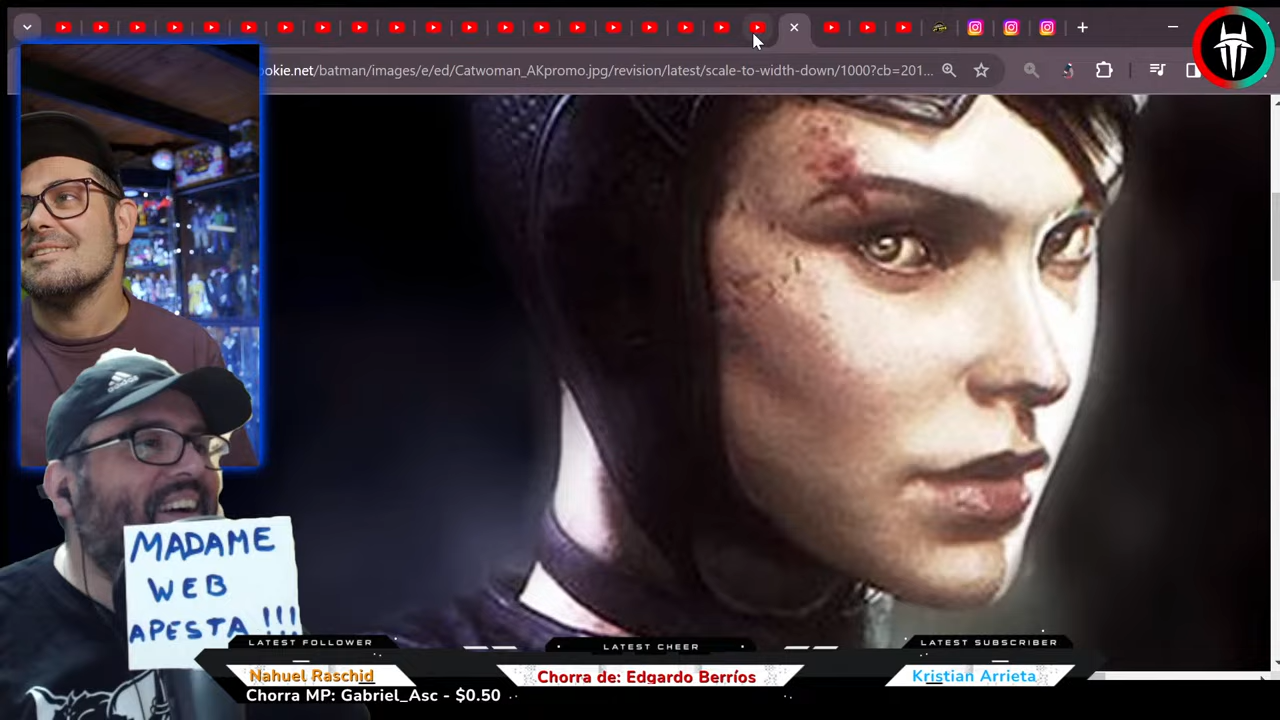 ookie.net/batman/images/e/ed/Catwoman_AKpromo.jpg/revision/latest/scale-to-width-down/1000?cb=201...
MADAME
WEB
APESTA !!!
LATEST FOLLOWER
LATEST CHEER
LATEST SUBSCRIBER
Nahuel Raschid
Chorra de: Edgardo Berríos
Kristian Arrieta
Chorra MP: Gabriel_Asc - $0.50